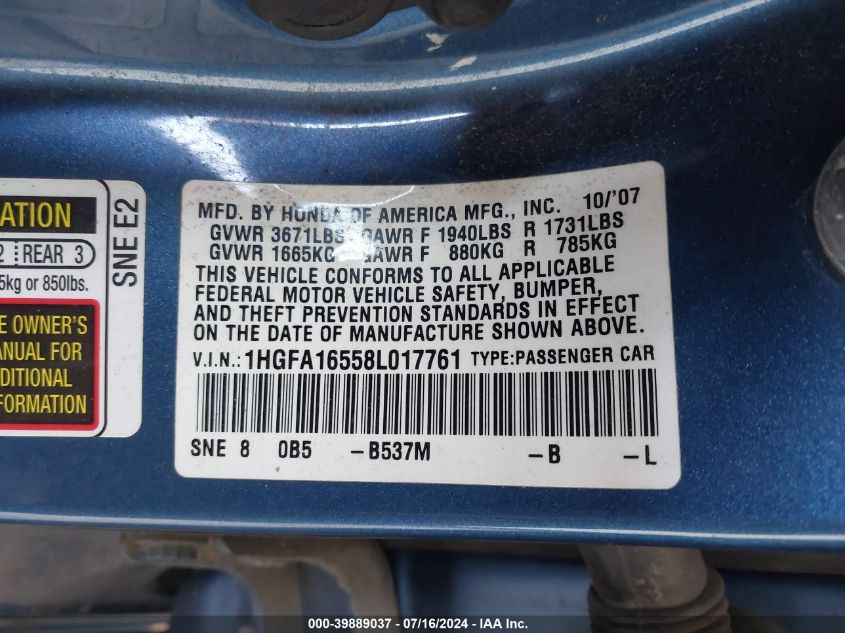 ATION
2 REAR 3
5kg or 850lbs.
E OWNER'S
ANUAL FOR
DITIONAL
FORMATION
SNE E2
MFD. BY HONDA OF AMERICA MFG., INC. 10/'07
GVWR 3671LBS GAWR F 1940LBS R 1731LBS
GVWR 1665KG GAWR F 880KG R 785KG
THIS VEHICLE CONFORMS TO ALL APPLICABLE
FEDERAL MOTOR VEHICLE SAFETY, BUMPER,
AND THEFT PREVENTION STANDARDS IN EFFECT
ON THE DATE OF MANUFACTURE SHOWN ABOVE.
V.I.N.: 1HGFA16558L017761 TYPE:PASSENGER CAR
SNE 8 0B5 -B537M -B -L
000-39889037 - 07/16/2024 - IAA Inc.